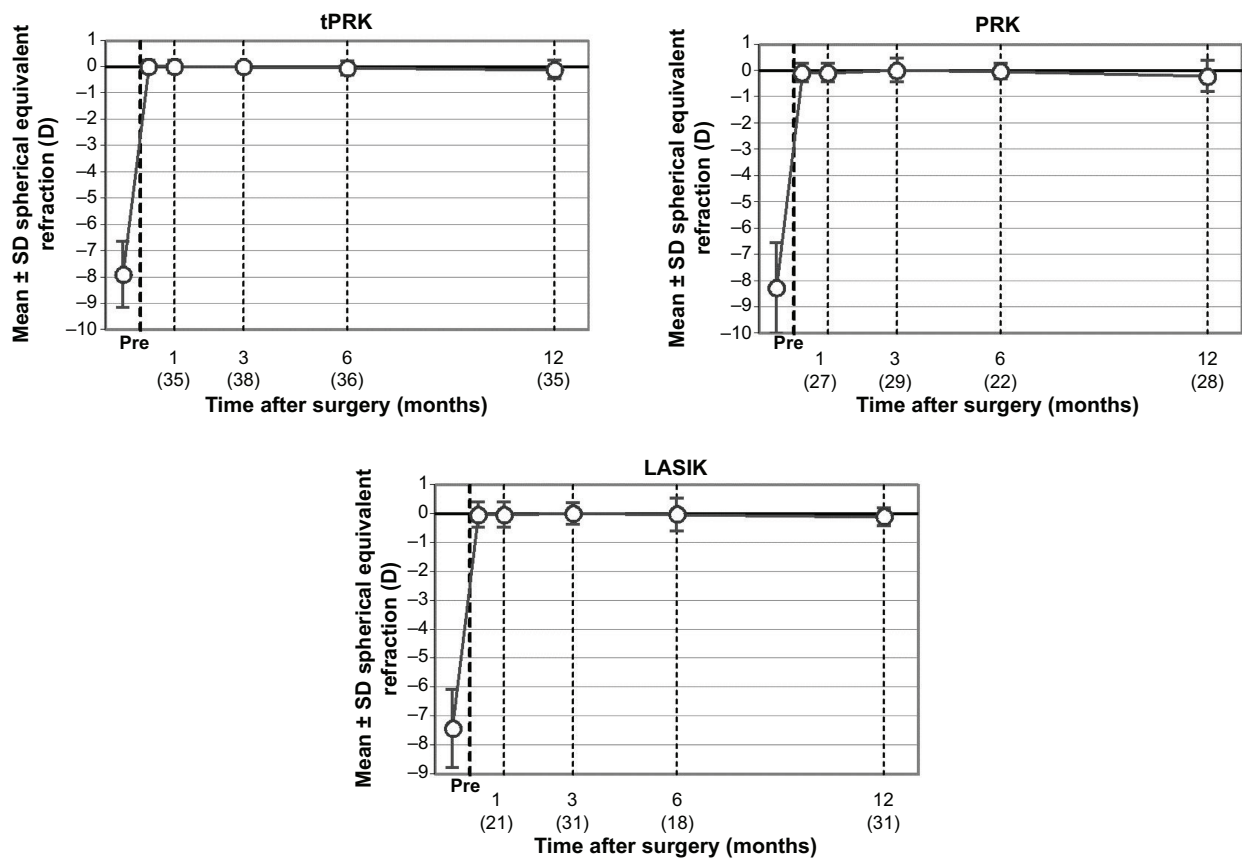 tPRK
Mean ± SD spherical equivalent
refraction (D)
1
0
–1
–2
–3
–4
–5
–6
–7
–8
–9
–10
Pre
1 3 6 12
(35) (38) (36) (35)
Time after surgery (months)
PRK
Mean ± SD spherical equivalent
refraction (D)
1
0
–1
–2
–3
–4
–5
–6
–7
–8
–9
–10
Pre
1 3 6 12
(27) (29) (22) (28)
Time after surgery (months)
LASIK
Mean ± SD spherical equivalent
refraction (D)
1
0
–1
–2
–3
–4
–5
–6
–7
–8
–9
Pre
1 3 6 12
(21) (31) (18) (31)
Time after surgery (months)